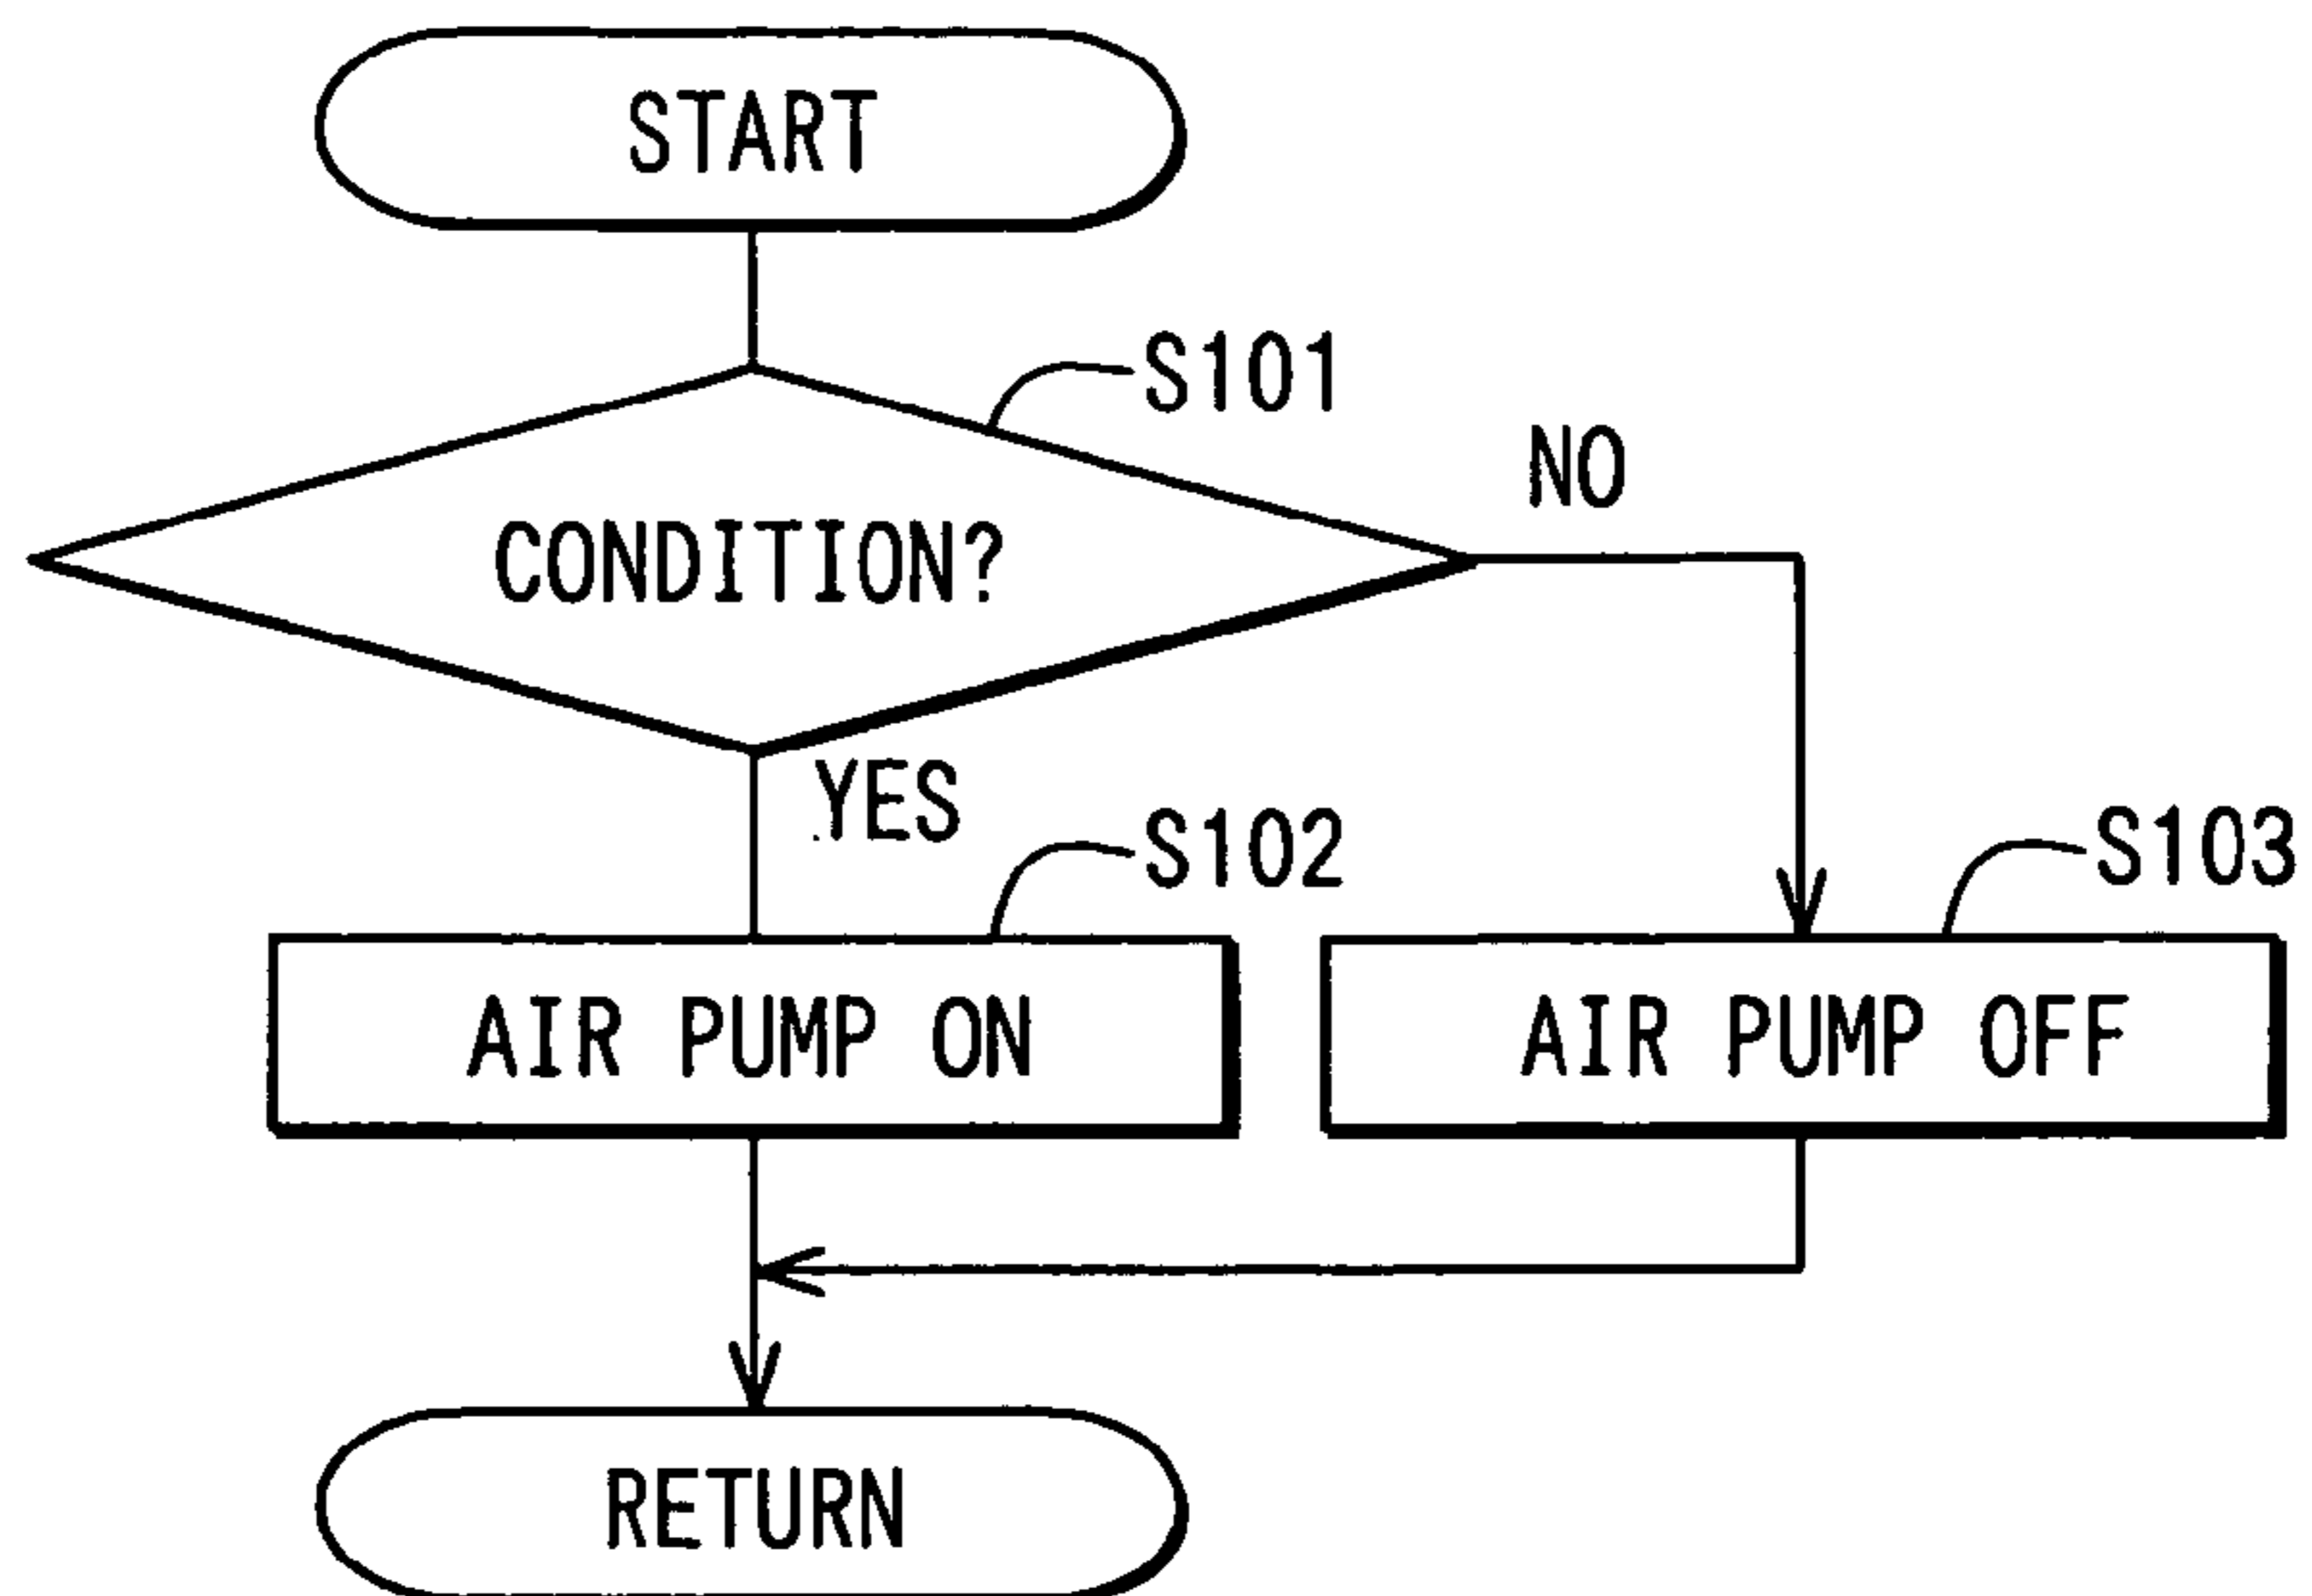 START
S101
NO
CONDITION?
YES
S102
S103
AIR PUMP ON
AIR PUMP OFF
RETURN